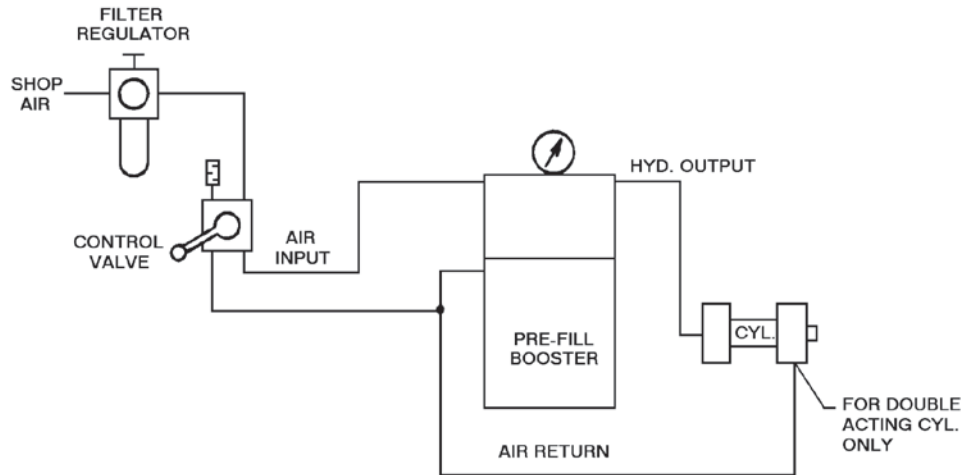 FILTER
REGULATOR
SHOP
AIR
HYD. OUTPUT
CONTROL
VALVE
AIR
INPUT
PRE-FILL
BOOSTER
CYL.
FOR DOUBLE
ACTING CYL.
ONLY
AIR RETURN